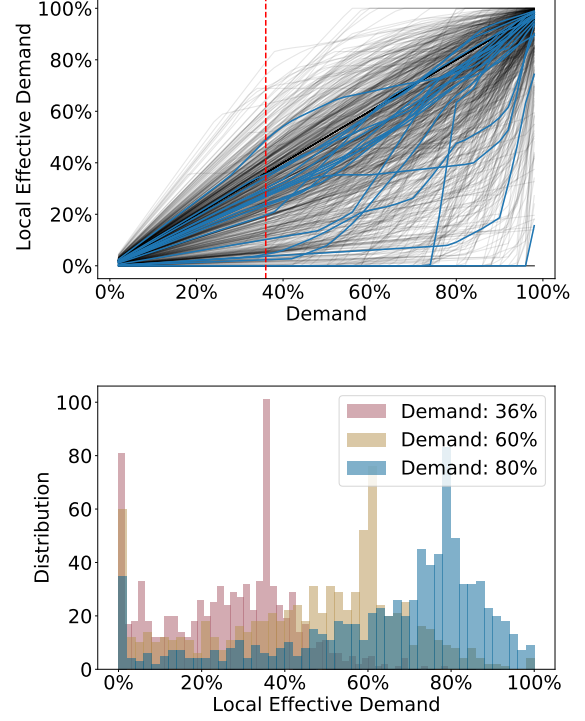 100%
80%
60%
40%
20%
0%
Local Effective Demand
0% 20% 40% 60% 80% 100%
Demand
100
80
60
40
20
0
Distribution
Demand: 36%
Demand: 60%
Demand: 80%
0% 20% 40% 60% 80% 100%
Local Effective Demand